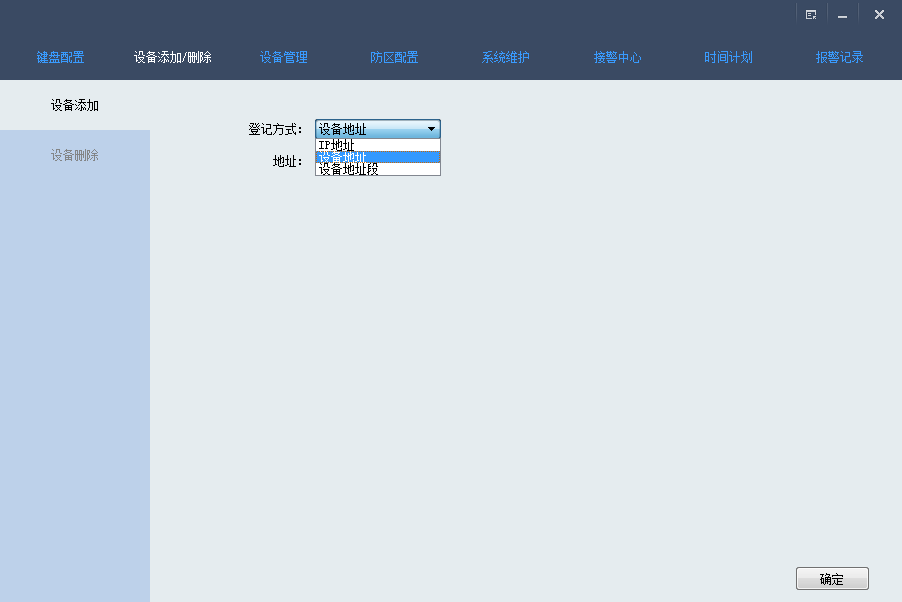 键盘配置 设备添加/删除 设备管理 防区配置 系统维护 接警中心 时间计划 报警记录
设备添加
设备删除
登记方式： 设备地址
IP地址
设备地址
设备地址段
地址：
确定